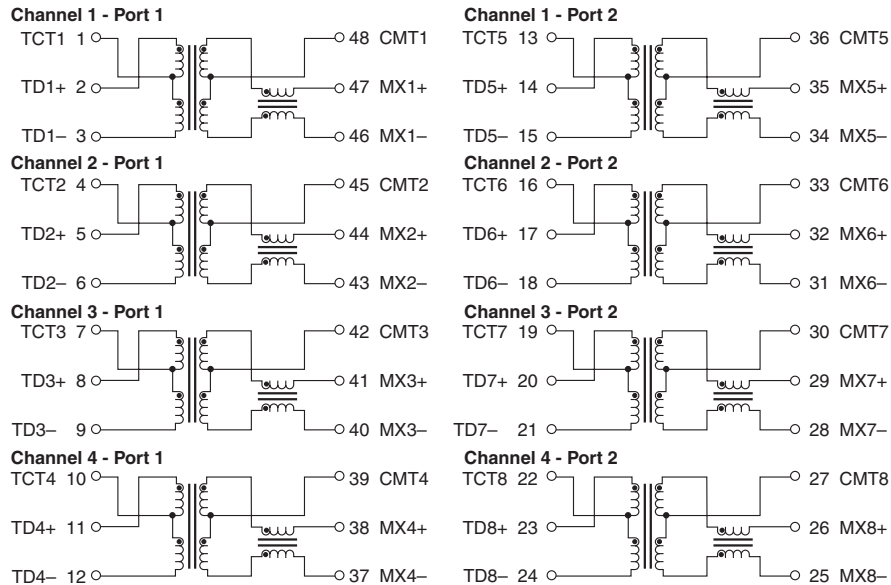 Channel 1 - Port 1
TCT1 1 48 CMT1
TD1+ 2 47 MX1+
TD1– 3 46 MX1–
Channel 2 - Port 1
TCT2 4 45 CMT2
TD2+ 5 44 MX2+
TD2– 6 43 MX2–
Channel 3 - Port 1
TCT3 7 42 CMT3
TD3+ 8 41 MX3+
TD3– 9 40 MX3–
Channel 4 - Port 1
TCT4 10 39 CMT4
TD4+ 11 38 MX4+
TD4– 12 37 MX4–
Channel 1 - Port 2
TCT5 13 36 CMT5
TD5+ 14 35 MX5+
TD5– 15 34 MX5–
Channel 2 - Port 2
TCT6 16 33 CMT6
TD6+ 17 32 MX6+
TD6– 18 31 MX6–
Channel 3 - Port 2
TCT7 19 30 CMT7
TD7+ 20 29 MX7+
TD7– 21 28 MX7–
Channel 4 - Port 2
TCT8 22 27 CMT8
TD8+ 23 26 MX8+
TD8– 24 25 MX8–